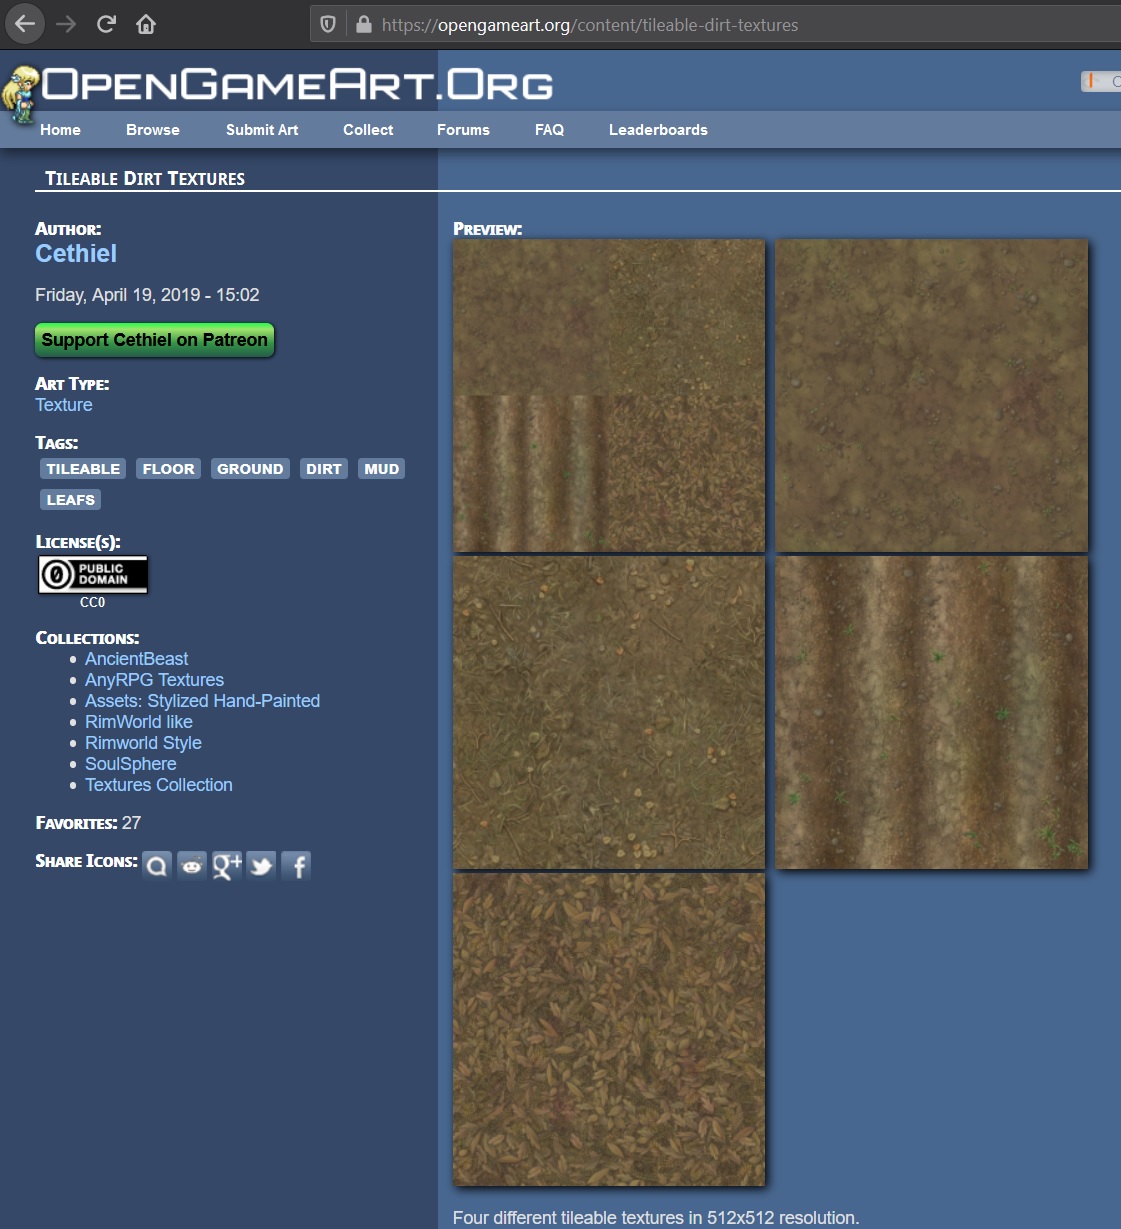 https://opengameart.org/content/tileable-dirt-textures
OpenGameArt.Org
Home Browse Submit Art Collect Forums FAQ Leaderboards
Tileable Dirt Textures
Author:
Cethiel
Friday, April 19, 2019 - 15:02
Support Cethiel on Patreon
Art Type:
Texture
Tags:
TILEABLE FLOOR GROUND DIRT MUD
LEAFS
License(s):
PUBLIC
DOMAIN
CC0
Collections:
AncientBeast
AnyRPG Textures
Assets: Stylized Hand-Painted
RimWorld like
Rimworld Style
SoulSphere
Textures Collection
Favorites: 27
Share Icons:
Preview:
Four different tileable textures in 512x512 resolution.